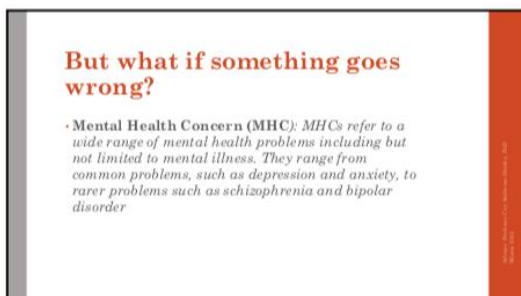 But what if something goes
wrong?
• Mental Health Concern (MHC): MHCs refer to a
wide range of mental health problems including but
not limited to mental illness. They range from
common problems, such as depression and anxiety, to
rarer problems such as schizophrenia and bipolar
disorder